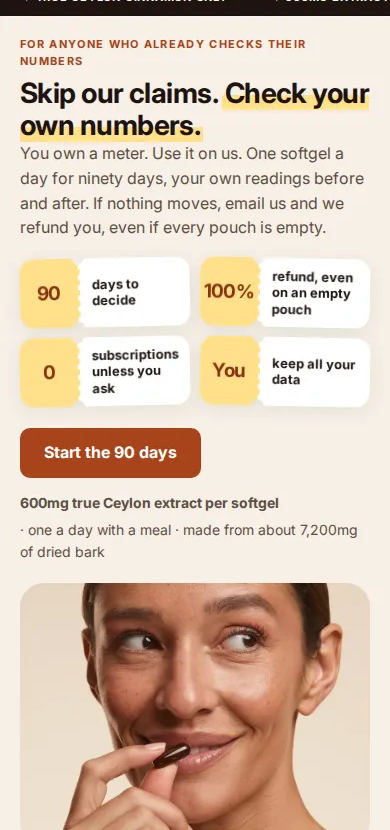 FOR ANYONE WHO ALREADY CHECKS THEIR
NUMBERS
Skip our claims. Check your
own numbers.
You own a meter. Use it on us. One softgel a
day for ninety days, your own readings before
and after. If nothing moves, email us and we
refund you, even if every pouch is empty.
90
days to
decide
100%
refund, even
on an empty
pouch
0
subscriptions
unless you
ask
You
keep all your
data
Start the 90 days
600mg true Ceylon extract per softgel
· one a day with a meal · made from about 7,200mg
of dried bark